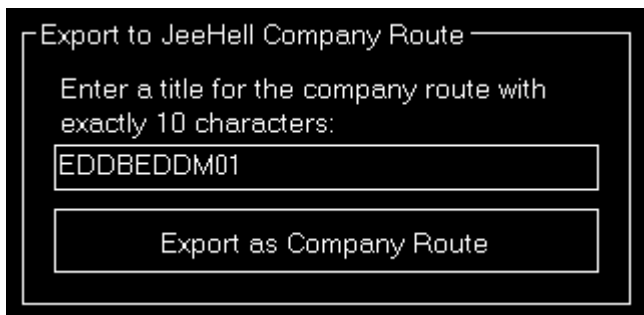 Export to JeeHell Company Route
Enter a title for the company route with
exactly 10 characters:
EDDBEDDM01
Export as Company Route